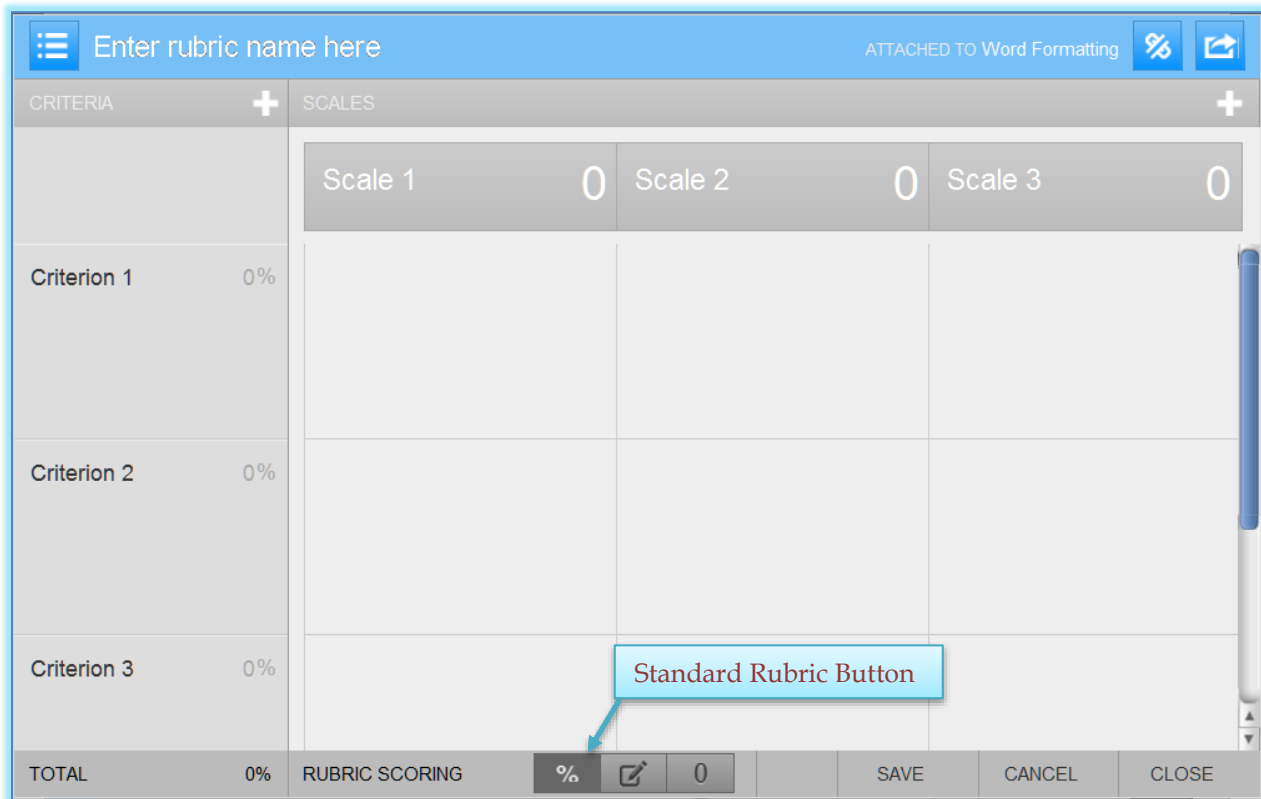 Enter rubric name here
ATTACHED TO Word Formatting
CRITERIA
SCALES
Scale 1 0 Scale 2 0 Scale 3 0
Criterion 1 0%
Criterion 2 0%
Criterion 3 0%
Standard Rubric Button
TOTAL 0% RUBRIC SCORING % 0 SAVE CANCEL CLOSE